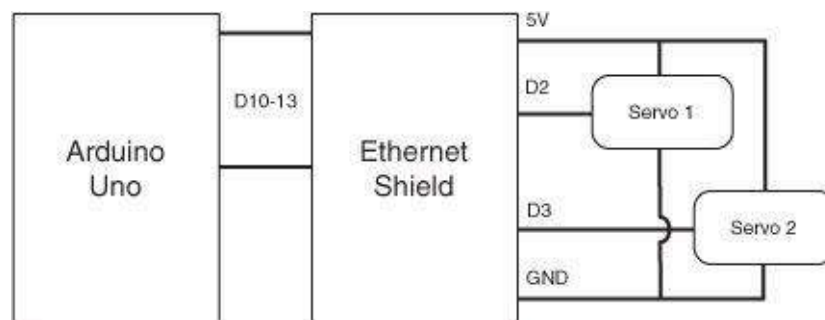 Arduino
Uno
D10-13
Ethernet
Shield
5V
D2
Servo 1
D3
Servo 2
GND